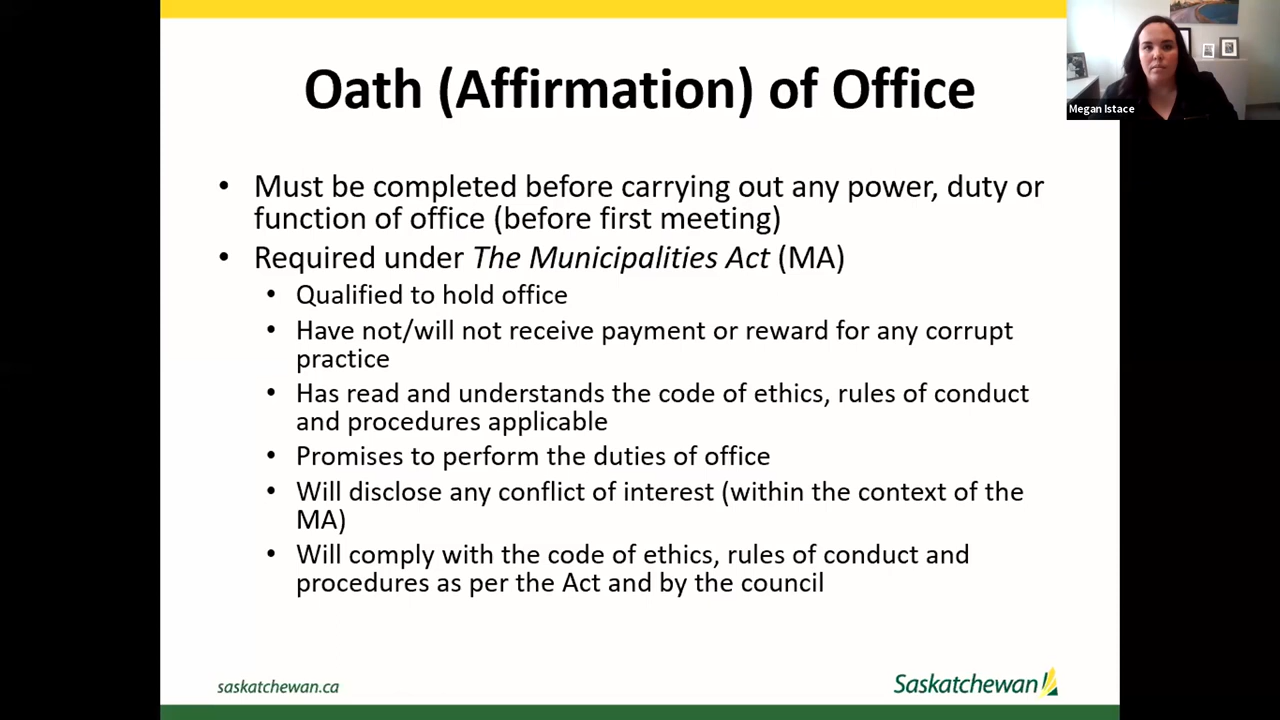 Oath (Affirmation) of Office
Megan Istace
• Must be completed before carrying out any power, duty or
function of office (before first meeting)
• Required under The Municipalities Act (MA)
• Qualified to hold office
• Have not/will not receive payment or reward for any corrupt
practice
• Has read and understands the code of ethics, rules of conduct
and procedures applicable
• Promises to perform the duties of office
• Will disclose any conflict of interest (within the context of the
MA)
• Will comply with the code of ethics, rules of conduct and
procedures as per the Act and by the council
saskatchewan.ca
Saskatchewan